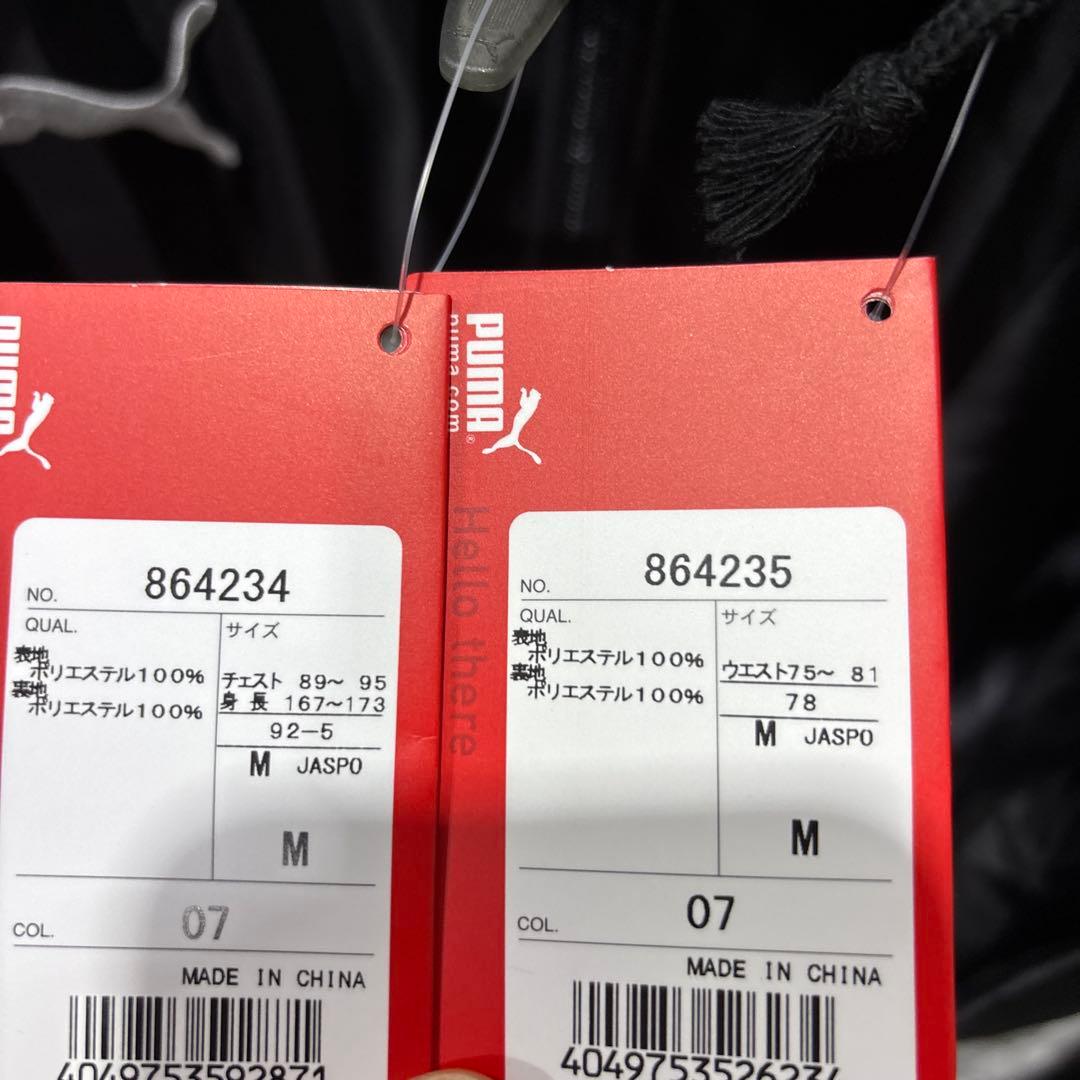 PUMA
NO. 864234
QUAL.
サイズ
表地
ポリエステル100%
裏地
ポリエステル100%
チェスト 89〜 95
身 長 167〜173
92-5
M JASPO
M
COL. 07
MADE IN CHINA
4049753592871
puma.com
Hello there
PUMA®
NO. 864235
QUAL.
サイズ
表地
ポリエステル100%
裏地
ポリエステル100%
ウエスト75〜 81
78
M JASPO
M
COL. 07
MADE IN CHINA
4049753526234